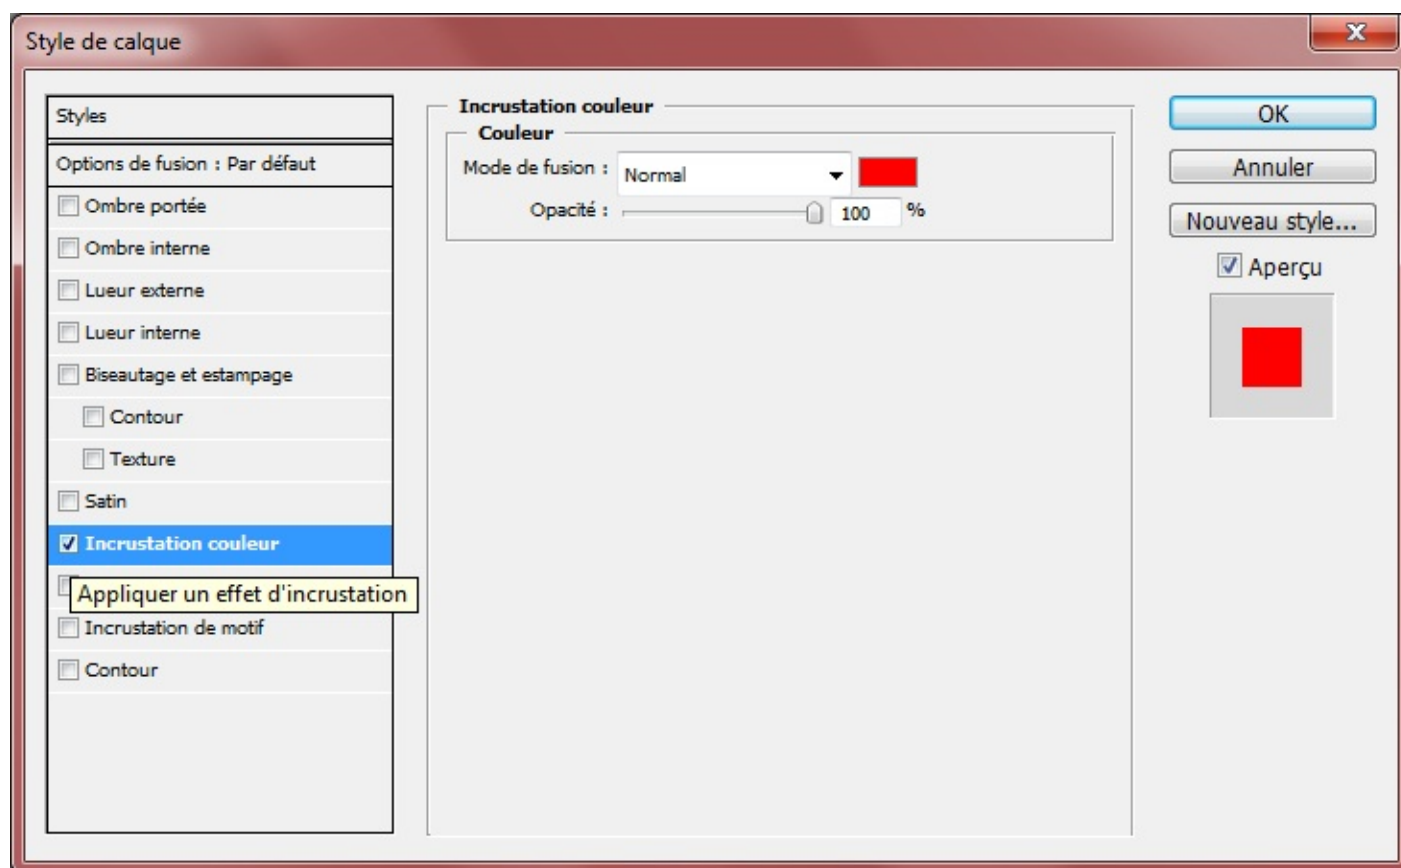 Style de calque
Styles
Options de fusion : Par défaut
Ombre portée
Ombre interne
Lueur externe
Lueur interne
Biseautage et estampage
Contour
Texture
Satin
Incrustation couleur
Appliquer un effet d'incrustation
Incrustation de motif
Contour
Incrustation couleur
Couleur
Mode de fusion : Normal
Opacité : 100 %
OK
Annuler
Nouveau style...
Aperçu